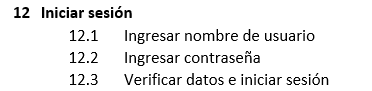 12 Iniciar sesión
12.1 Ingresar nombre de usuario
12.2 Ingresar contraseña
12.3 Verificar datos e iniciar sesión